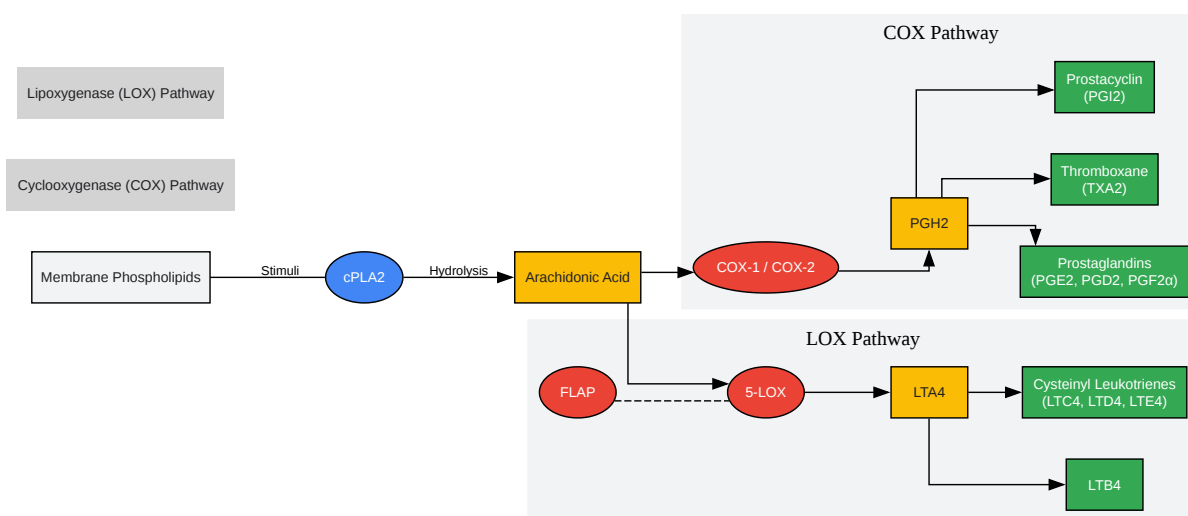 COX Pathway
Prostacyclin
(PGI2)
Lipoxygenase (LOX) Pathway
Thromboxane
(TXA2)
Cyclooxygenase (COX) Pathway
PGH2
Membrane Phospholipids
Stimuli
cPLA2
Hydrolysis
Arachidonic Acid
COX-1 / COX-2
Prostaglandins
(PGE2, PGD2, PGF2α)
LOX Pathway
FLAP
5-LOX
LTA4
Cysteinyl Leukotrienes
(LTC4, LTD4, LTE4)
LTB4